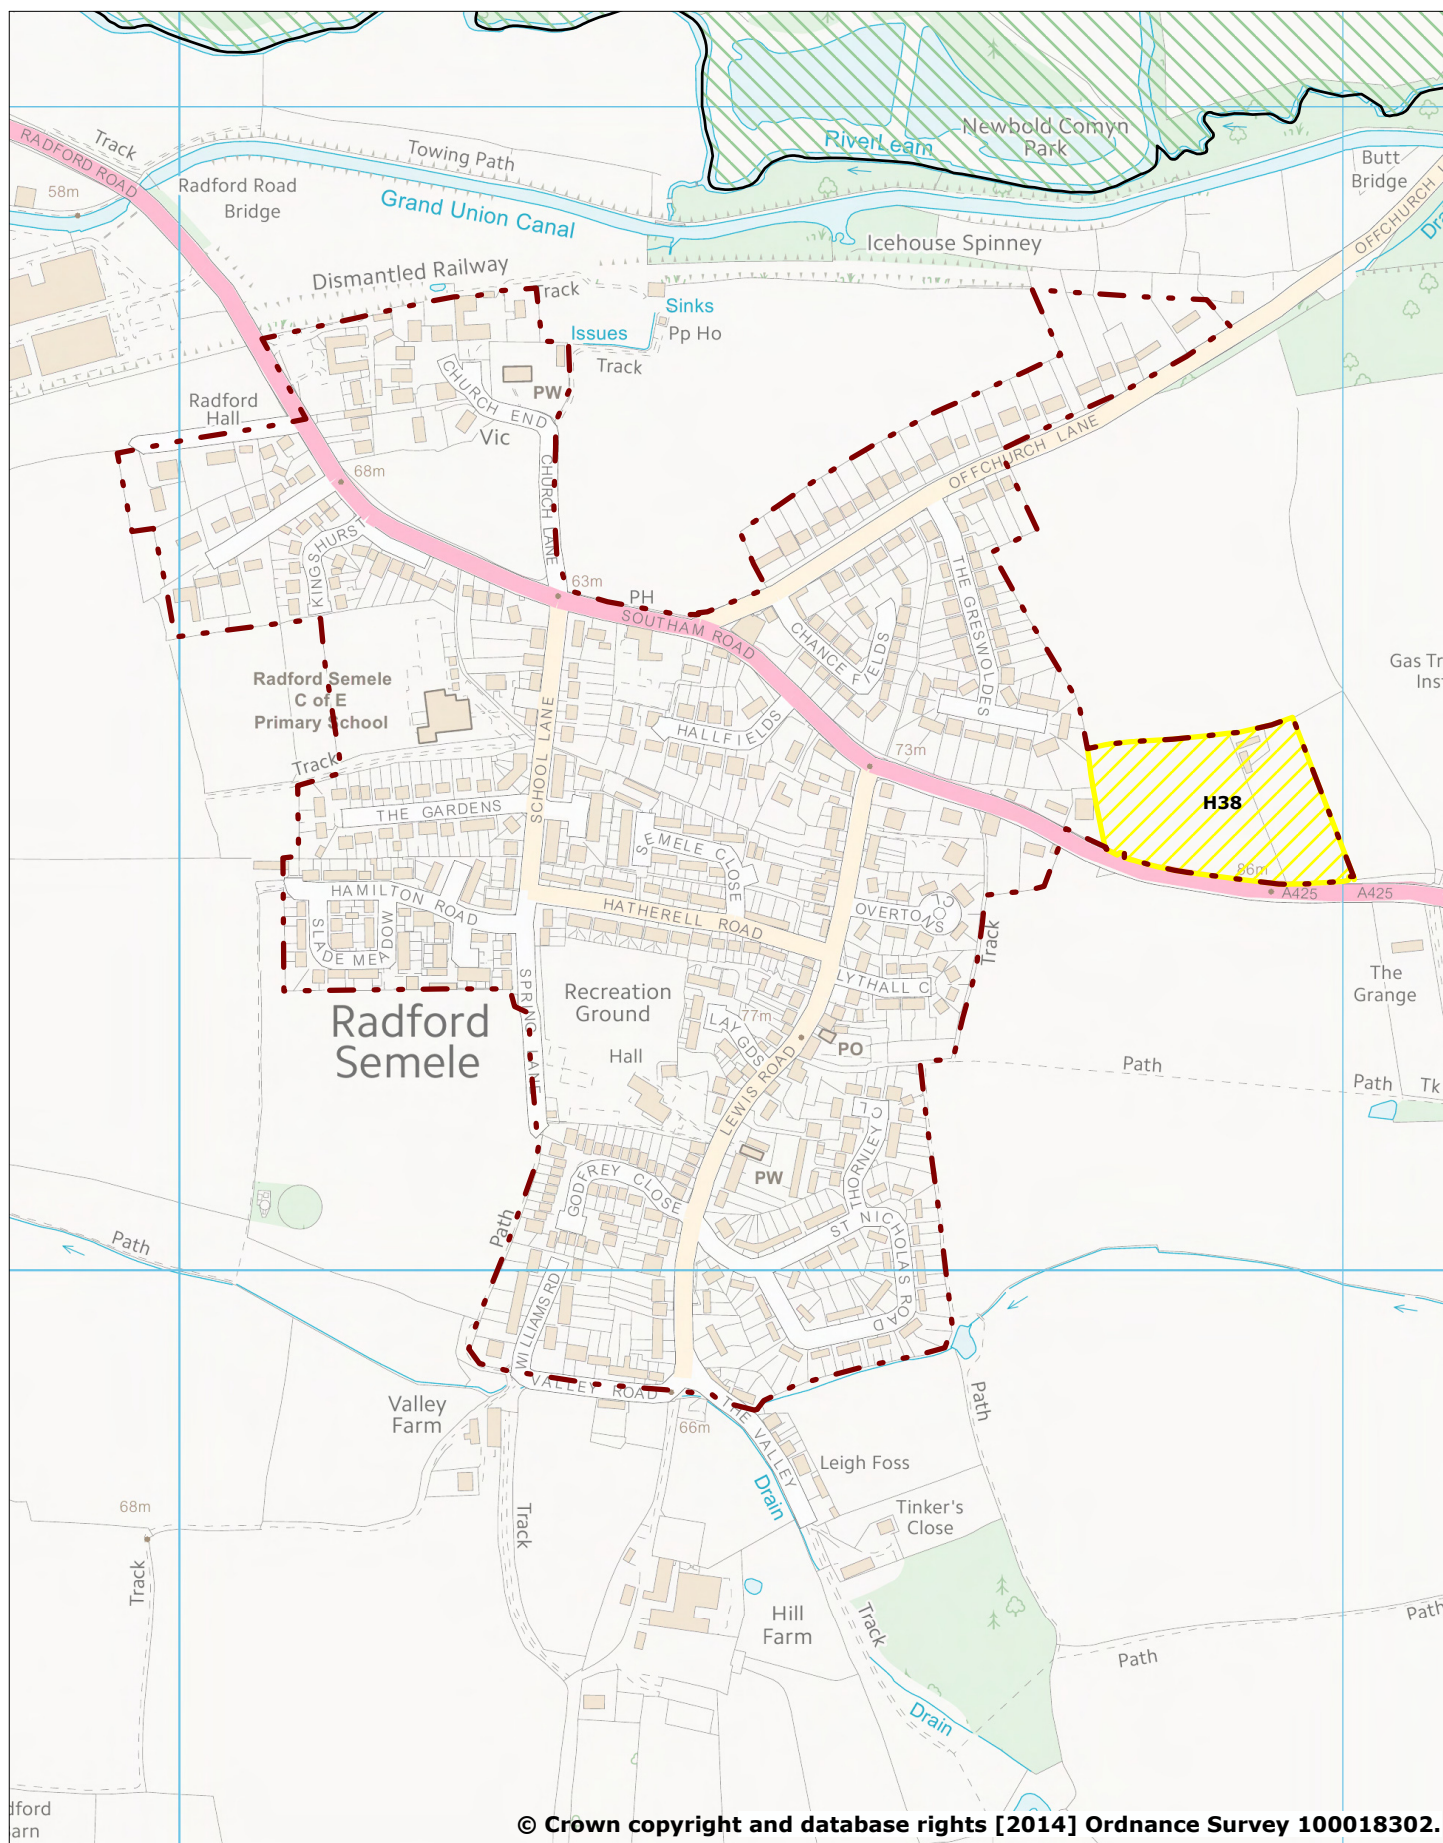 RADFORD ROAD
Track
58m
Radford Road
Bridge
Towing Path
Grand Union Canal
River Leam
Newbold Comyn
Park
Butt
Bridge
Icehouse Spinney
Dismantled Railway
Track
Sinks
Issues
Pp Ho
Track
Radford
Hall
CHURCH END
PW
Vic
68m
CHURCH LANE
OFFCHURCH LANE
KINGSHURST
63m
PH
SOUTHAM ROAD
CHANCE FIELDS
THE GRESWOLDES
Radford Semele
C of E
Primary School
HALLFIELDS
73m
Track
SCHOOL LANE
THE GARDENS
H38
86m
A425
A425
SEMELE CLOSE
HAMILTON ROAD
HATHERELL ROAD
OVERTONS CL
SLADE MEADOW
Track
LYTHALL C
The
Grange
SPRING LANE
Recreation
Ground
Radford
Semele
77m
LAYGDS
Hall
PO
LEWIS ROAD
Path
Path
Tk
THORNLEY CL
PW
GODFREY CLOSE
ST NICHOLAS ROAD
Path
Path
WILLIAMS RD
VALLEY ROAD
Valley
Farm
66m
THE VALLEY
Path
Leigh Foss
Drain
Tinker's
Close
68m
Track
Track
Hill
Farm
Track
Path
Path
Drain
© Crown copyright and database rights [2014] Ordnance Survey 100018302.